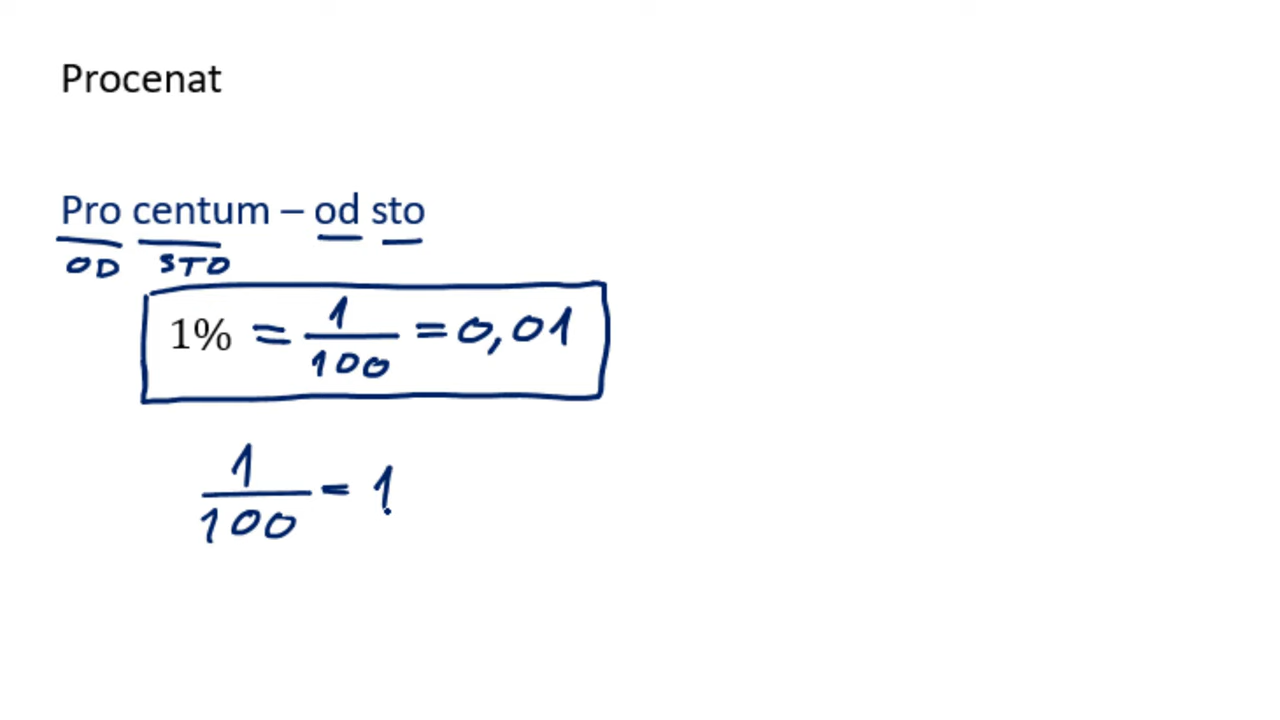 Procenat
Pro centum – od sto
OD STO
1% = 1/100 = 0,01
1/100 = 1